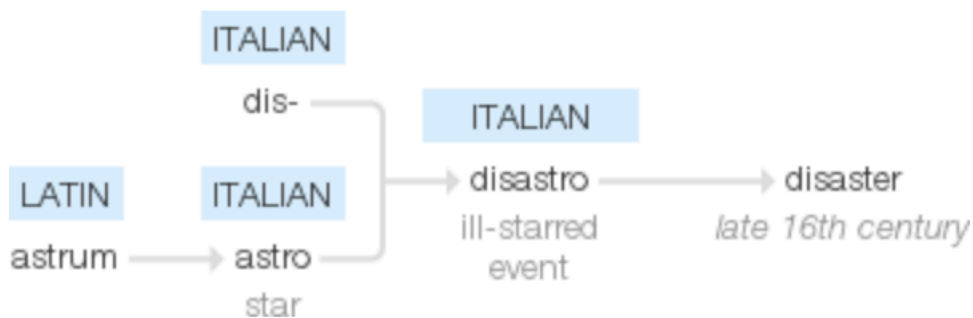 ITALIAN
dis-
ITALIAN
LATIN
ITALIAN
disastro
disaster
astrum
astro
ill-starred
event
late 16th century
star